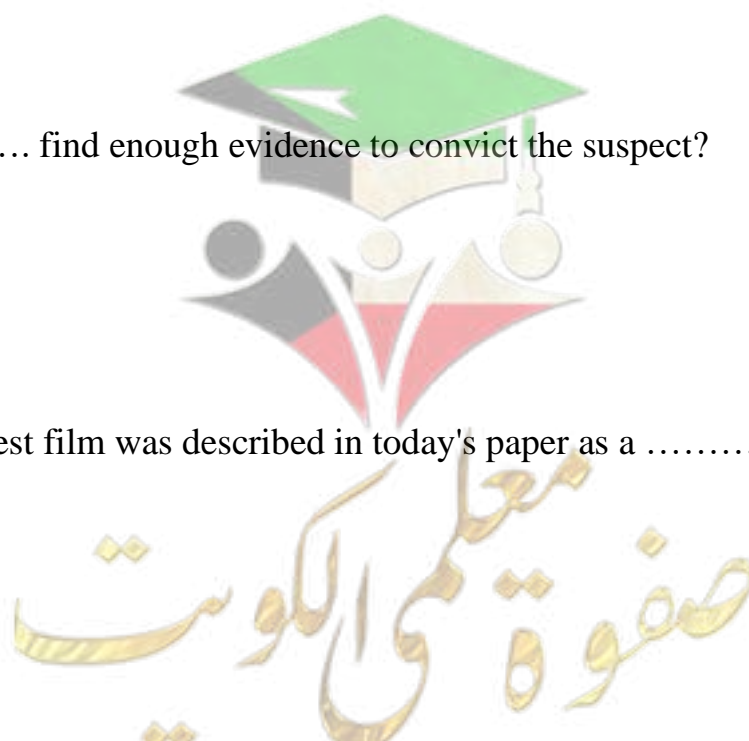 …. find enough evidence to convict the suspect?
est film was described in today's paper as a ……….
صفوة معلمي الكويت